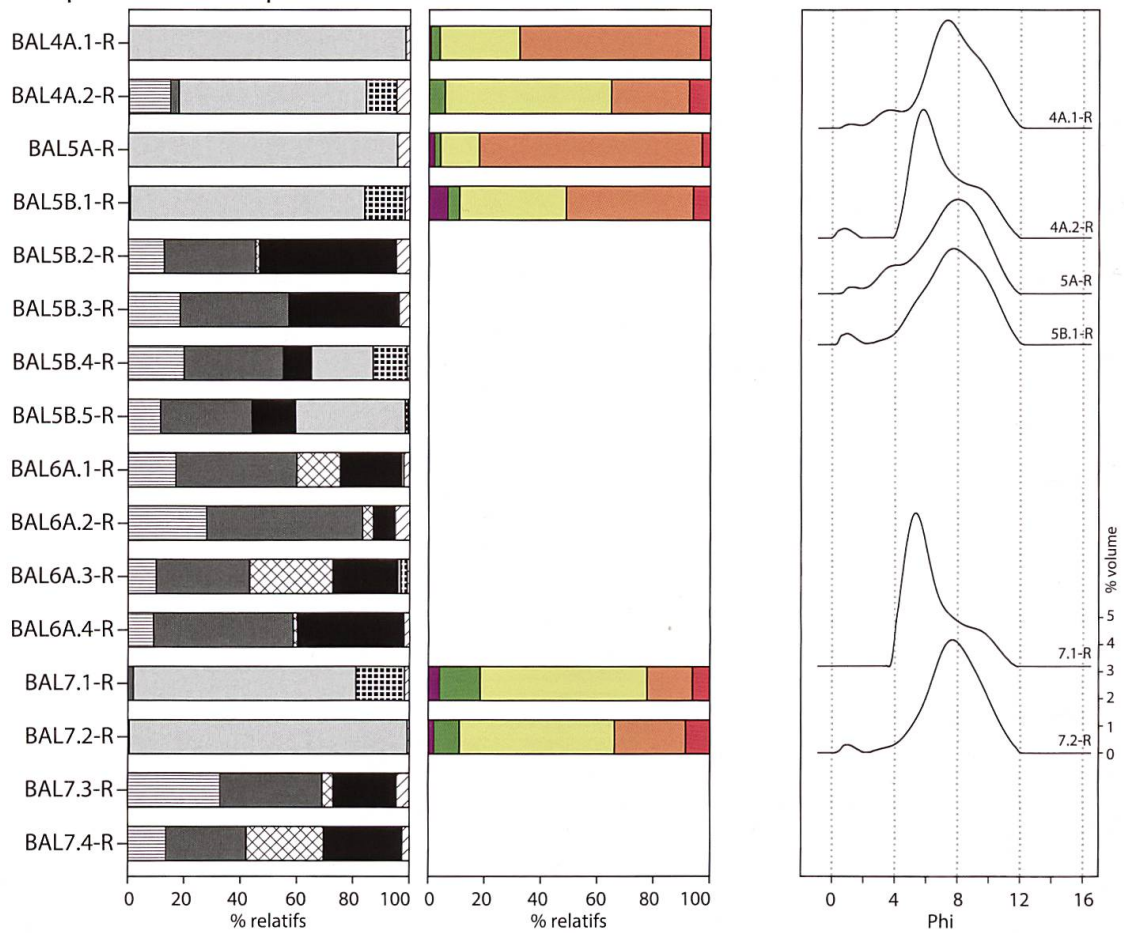 BAL4A.1-R
BAL4A.2-R
BAL5A-R
BAL5B.1-R
BAL5B.2-R
BAL5B.3-R
BAL5B.4-R
BAL5B.5-R
BAL6A.1-R
BAL6A.2-R
BAL6A.3-R
BAL6A.4-R
BAL7.1-R
BAL7.2-R
BAL7.3-R
BAL7.4-R
0 20 40 60 80 100
% relatifs
0 20 40 60 80 100
% relatifs
4A.1-R
4A.2-R
5A-R
5B.1-R
7.1-R
7.2-R
% volume
5
4
3
2
1
0
0 4 8 12 16
Phi